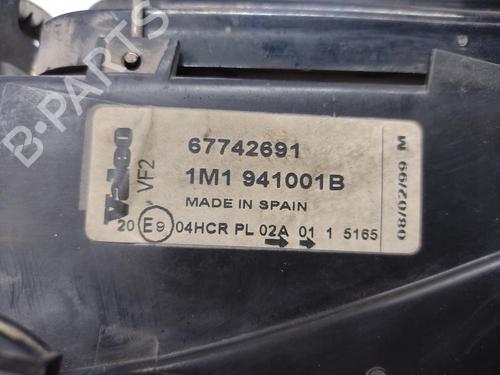 B-PARTS
Valeo
VF2
67742691
1M1 941001B
MADE IN SPAIN
20 E9 04HCR PL 02A 01 1 5165
08/02/99 M